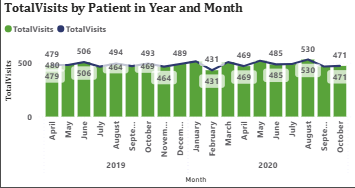 TotalVisits by Patient in Year and Month
TotalVisits TotalVisits
479 506 494 493 489 431 469 485 530 471
480 464 469
479 506 464 431 469 485 530 471
500
0
TotalVisits
April May June July August Septe... October Novem... Decem... January February March April May June July August Septe... October
2019 2020
Month